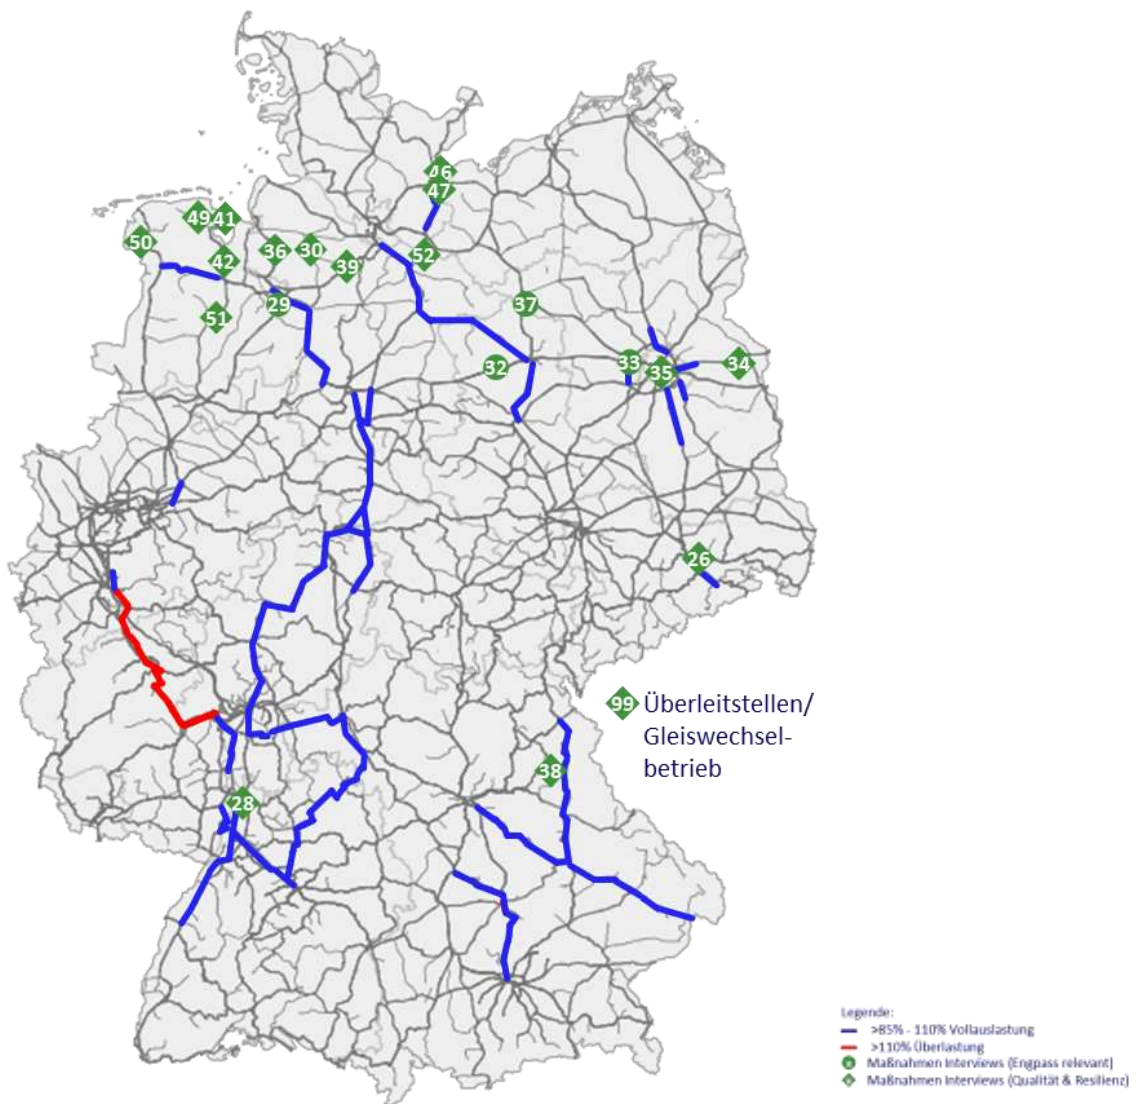 46
47
49
41
50
42
36
30
39
52
51
29
37
32
33
35
34
26
99 Überleitstellen/
Gleiswechsel-
betrieb
38
28
Legende:
>85% - 110% Vollauslastung
>110% Überlastung
Maßnahmen Interviews (Engpass relevant)
Maßnahmen Interviews (Qualität & Resilienz)